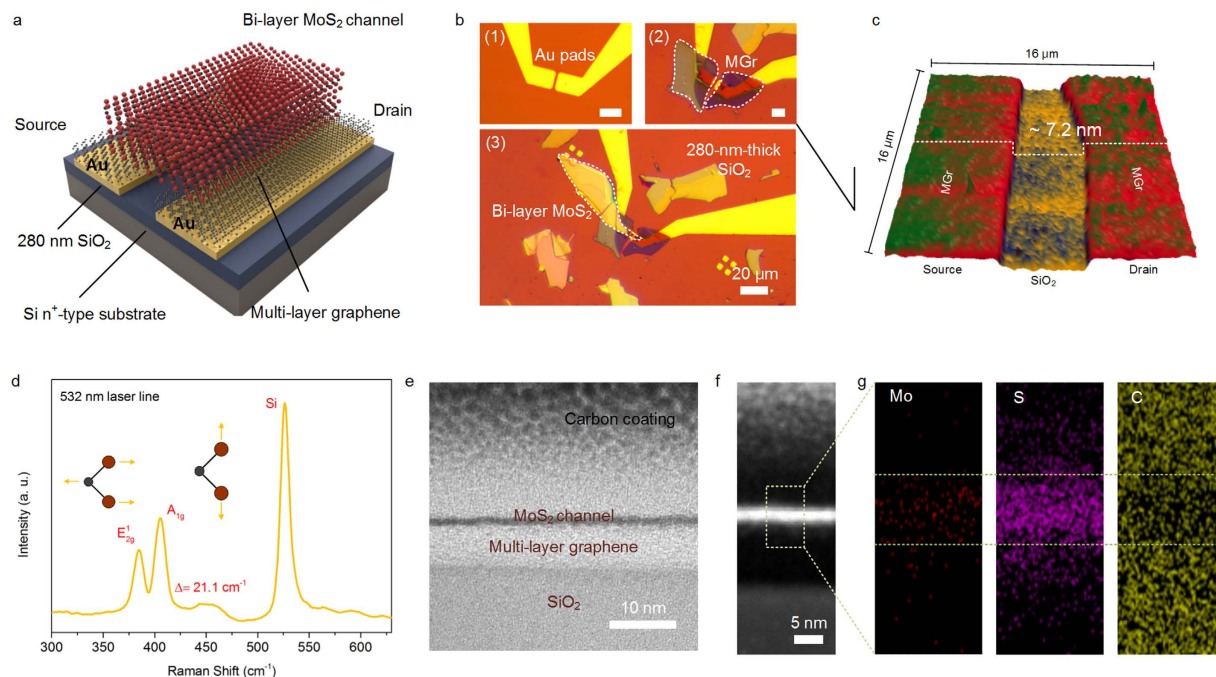 a
Bi-layer MoS₂ channel
Source
Drain
Au
Au
280 nm SiO₂
Si n⁺-type substrate
Multi-layer graphene
b
(1)
Au pads
(2)
MGr
(3)
280-nm-thick
SiO₂
Bi-layer MoS₂
20 µm
c
16 µm
16 µm
~ 7.2 nm
MGr
MGr
Source
SiO₂
Drain
d
532 nm laser line
Si
A₁g
E¹₂g
Δ= 21.1 cm⁻¹
Intensity (a. u.)
300 350 400 450 500 550 600
Raman Shift (cm⁻¹)
e
Carbon coating
MoS₂ channel
Multi-layer graphene
SiO₂
10 nm
f
5 nm
g
Mo
S
C